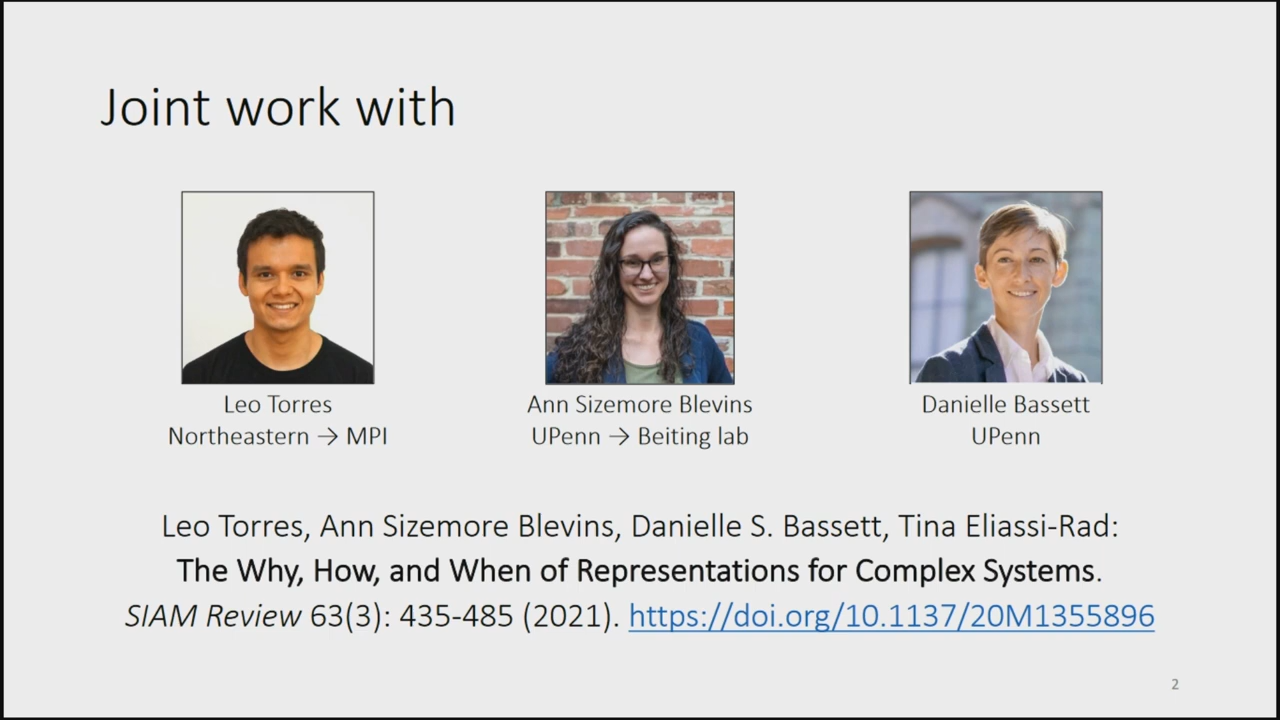 Joint work with
Leo Torres
Northeastern → MPI
Ann Sizemore Blevins
UPenn → Beiting lab
Danielle Bassett
UPenn
Leo Torres, Ann Sizemore Blevins, Danielle S. Bassett, Tina Eliassi-Rad:
The Why, How, and When of Representations for Complex Systems.
SIAM Review 63(3): 435-485 (2021). https://doi.org/10.1137/20M1355896
2